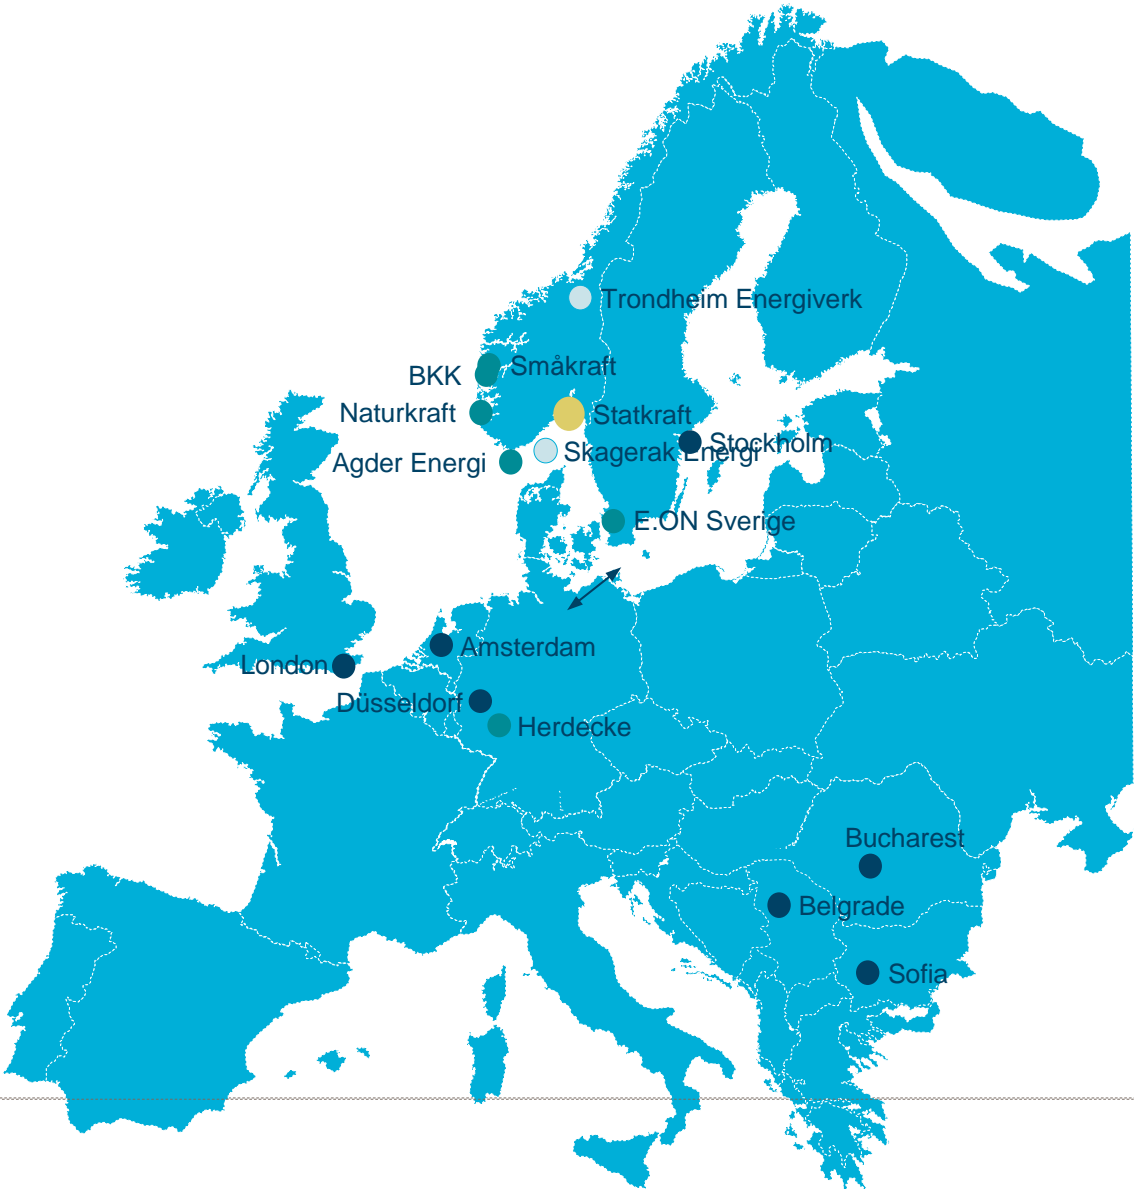 Trondheim Energiverk
Småkraft
BKK
Naturkraft
Statkraft
Stockholm
Skagerak Energi
Agder Energi
E.ON Sverige
Amsterdam
London
Düsseldorf
Herdecke
Bucharest
Belgrade
Sofia